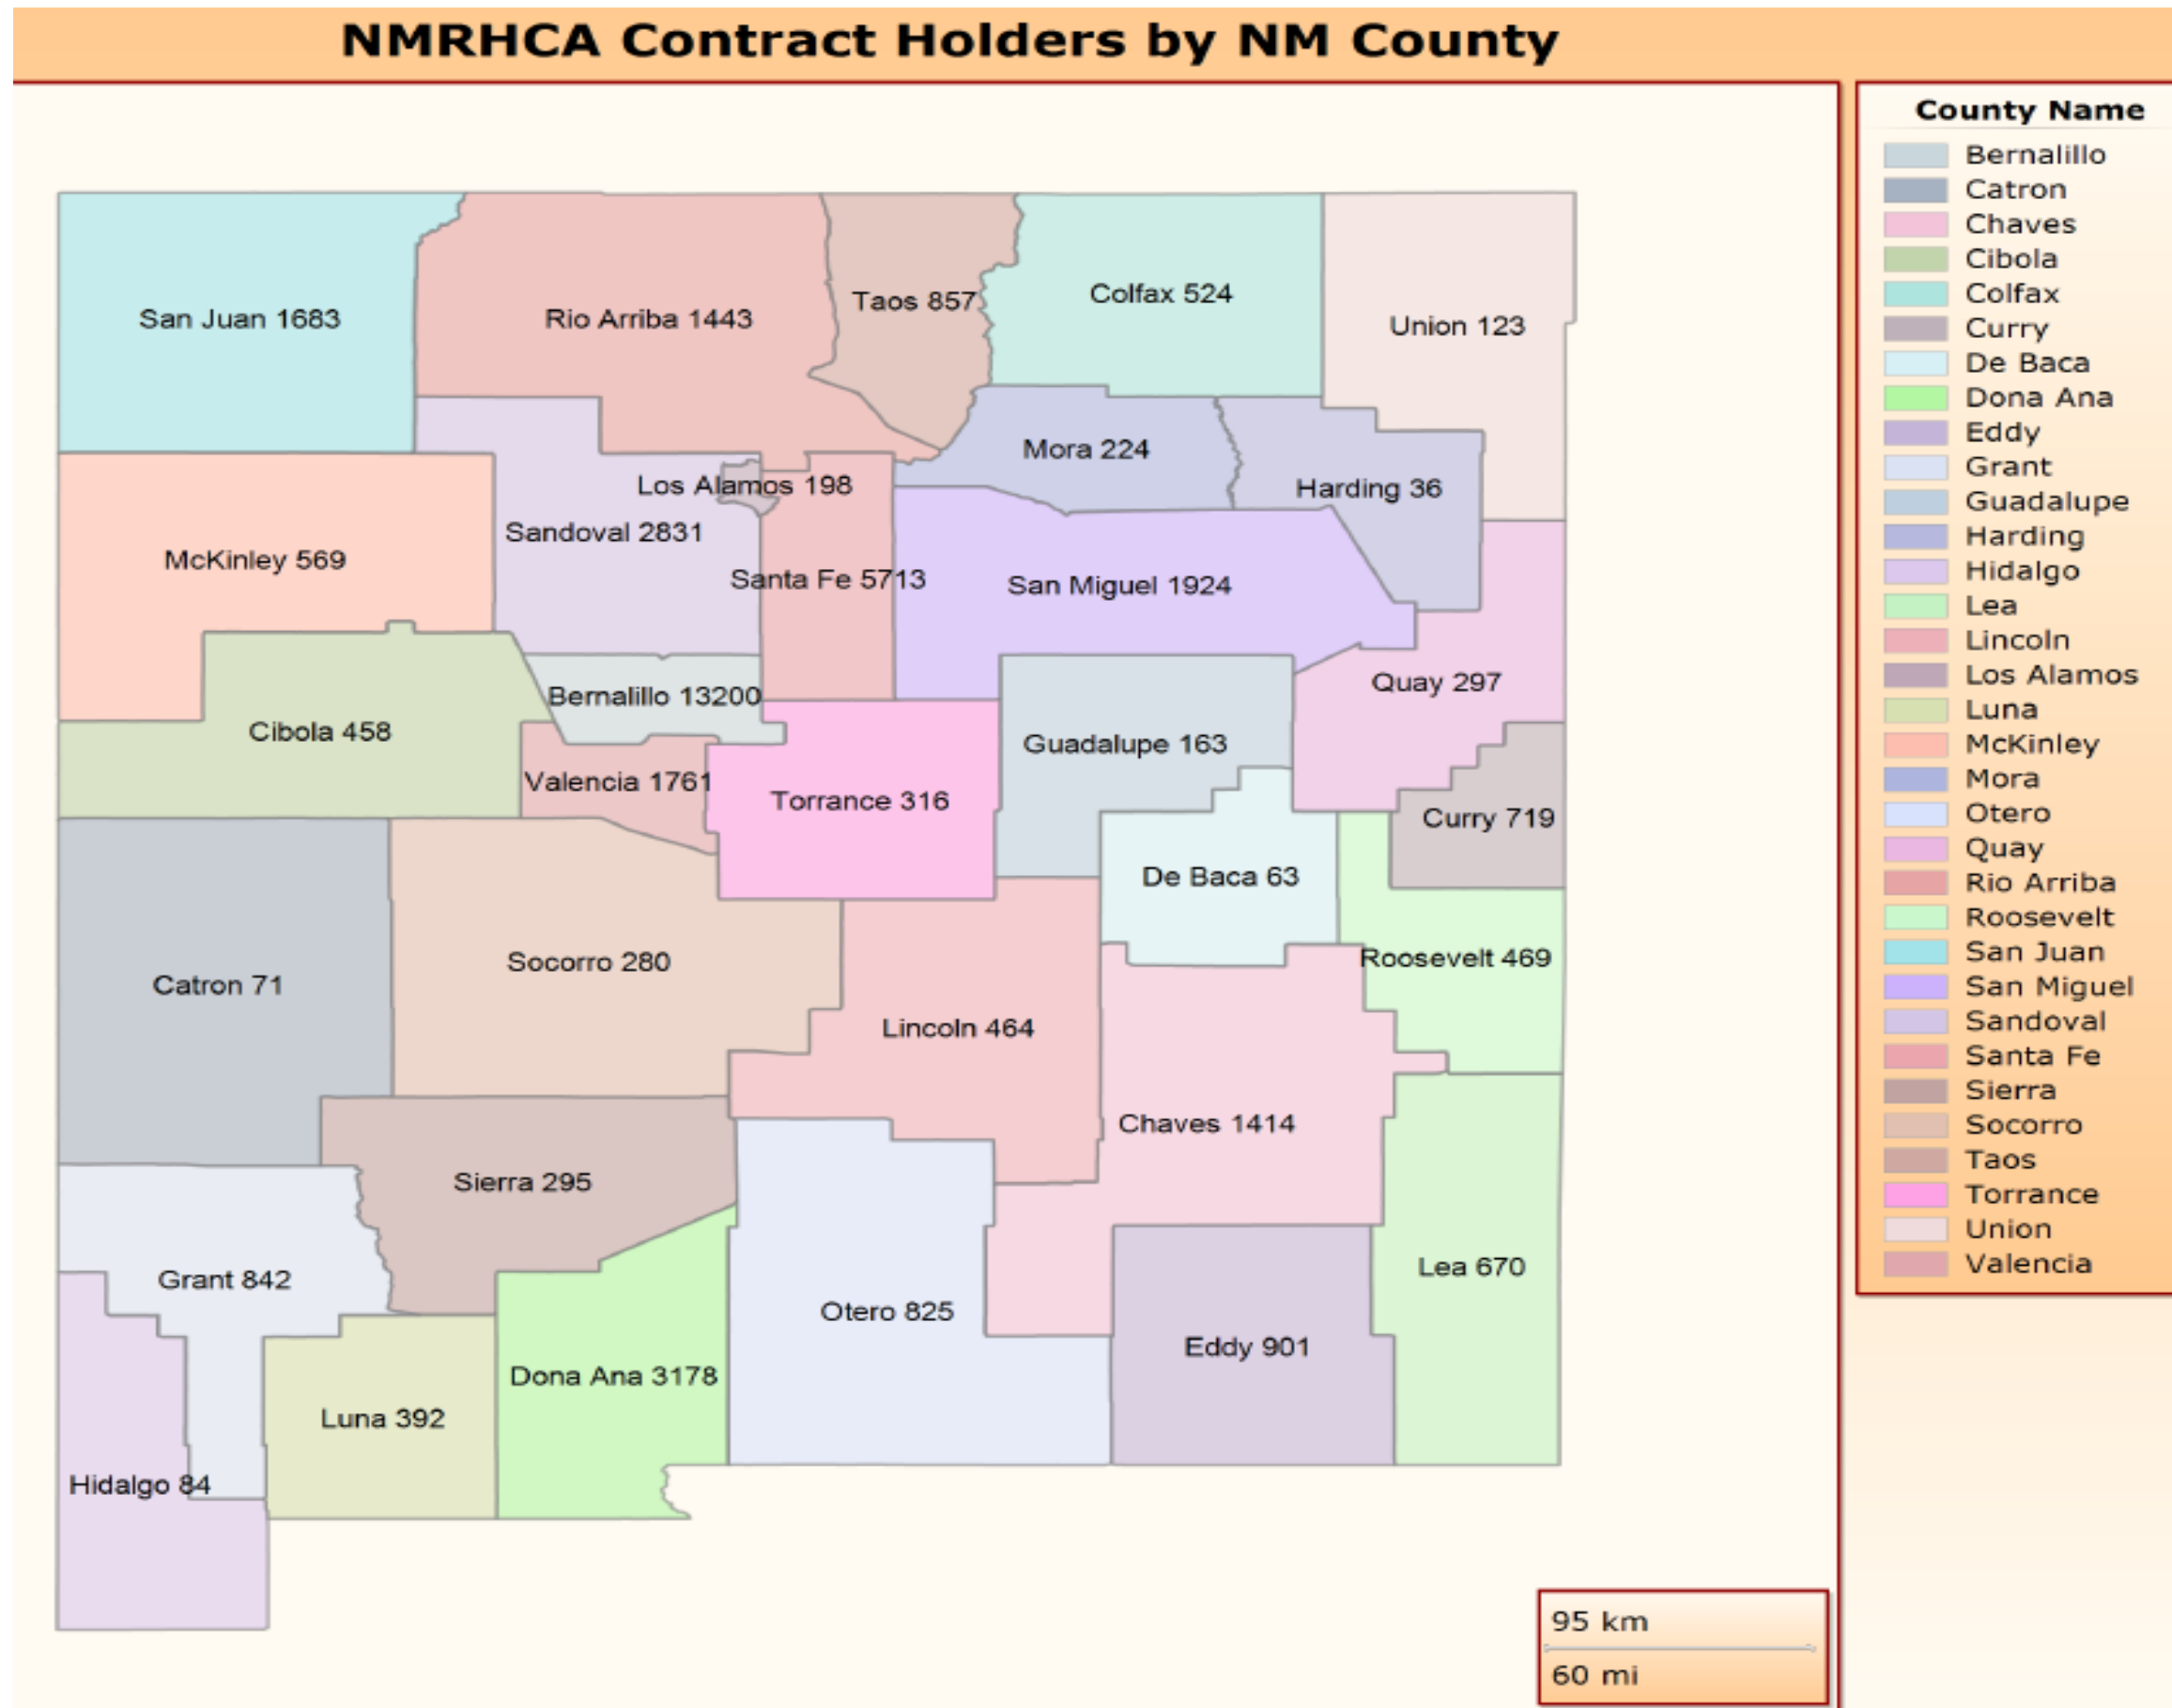 NMRHCA Contract Holders by NM County
San Juan 1683
Rio Arriba 1443
Taos 857
Colfax 524
Union 123
Mora 224
Los Alamos 198
Harding 36
Sandoval 2831
McKinley 569
Santa Fe 5713
San Miguel 1924
Quay 297
Bernalillo 13200
Cibola 458
Guadalupe 163
Valencia 1761
Torrance 316
Curry 719
De Baca 63
Roosevelt 469
Socorro 280
Catron 71
Lincoln 464
Chaves 1414
Sierra 295
Lea 670
Grant 842
Otero 825
Eddy 901
Dona Ana 3178
Luna 392
Hidalgo 84
County Name
Bernalillo
Catron
Chaves
Cibola
Colfax
Curry
De Baca
Dona Ana
Eddy
Grant
Guadalupe
Harding
Hidalgo
Lea
Lincoln
Los Alamos
Luna
McKinley
Mora
Otero
Quay
Rio Arriba
Roosevelt
San Juan
San Miguel
Sandoval
Santa Fe
Sierra
Socorro
Taos
Torrance
Union
Valencia
95 km
60 mi